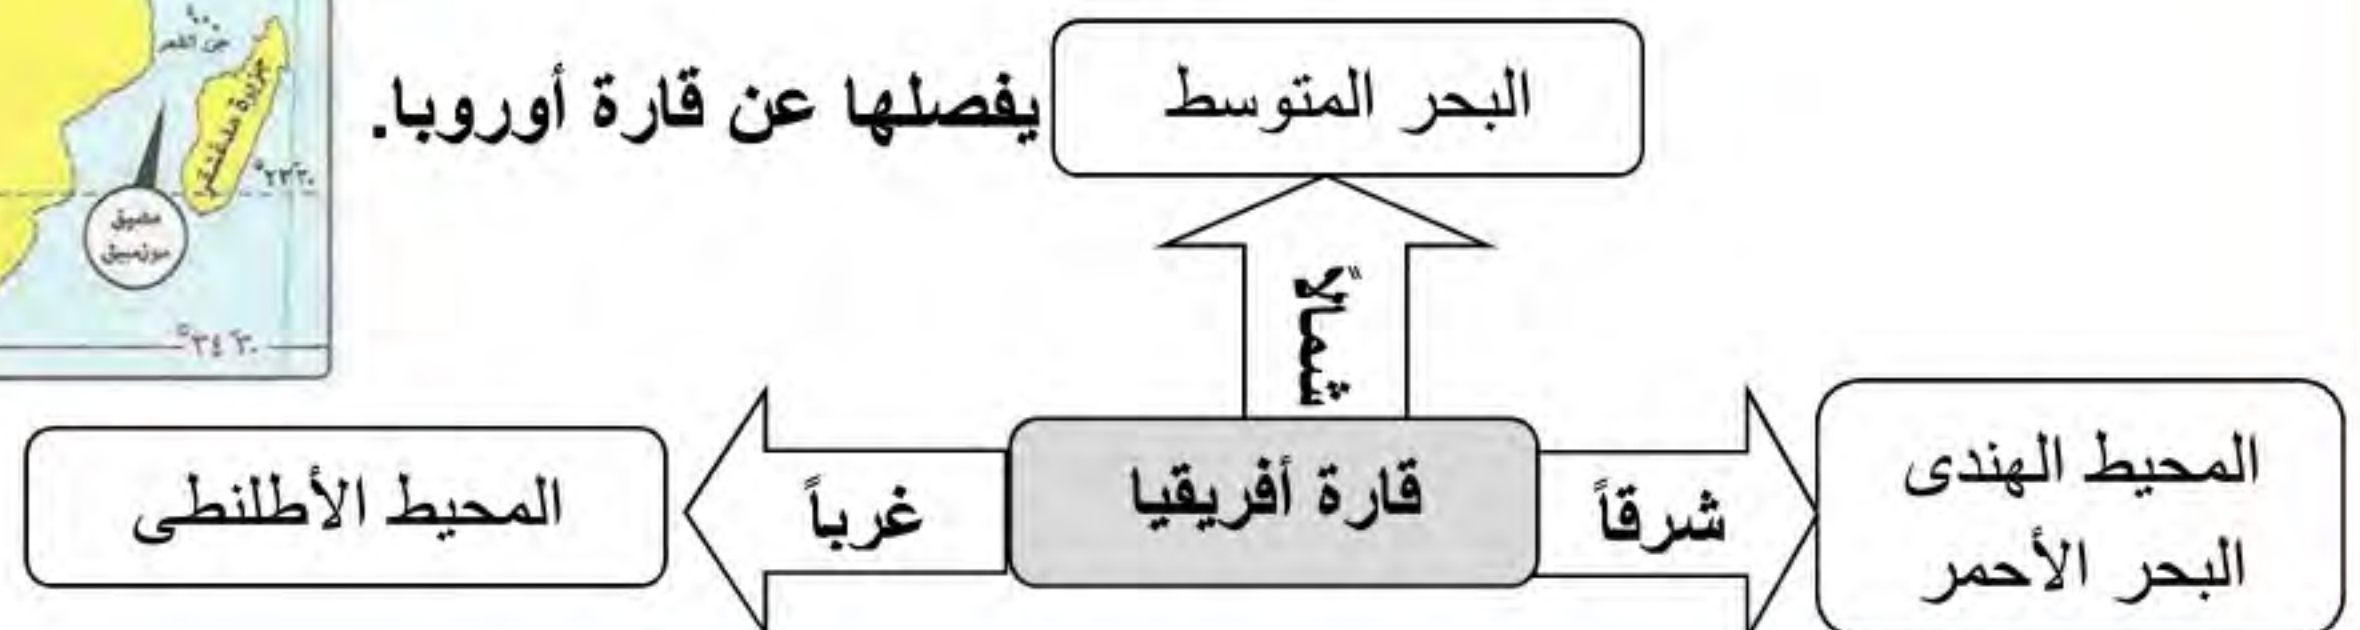 البحر المتوسط
يفصلها عن قارة أوروبا.
شمالاً
قارة أفريقيا
شرقاً
المحيط الهندى
البحر الأحمر
غرباً
المحيط الأطلنطى
جزيرة مدغشقر
مضيق
موزمبيق